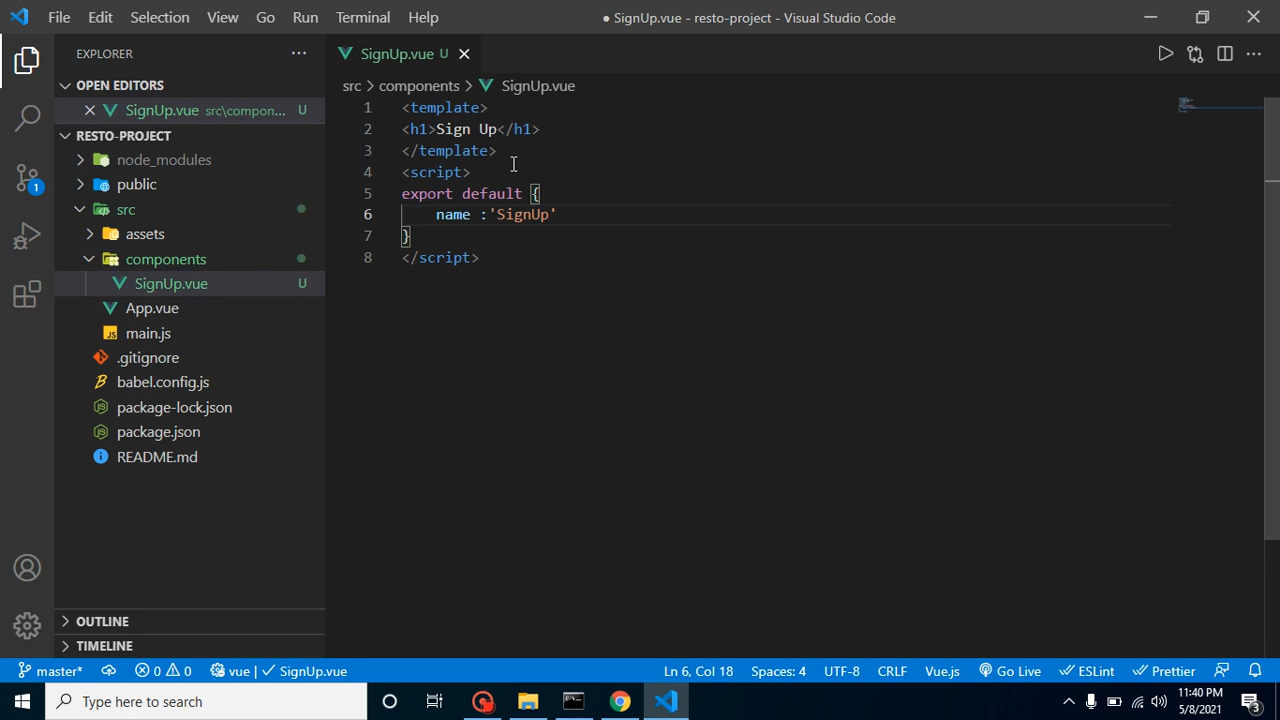 File Edit Selection View Go Run Terminal Help
● SignUp.vue - resto-project - Visual Studio Code
EXPLORER
SignUp.vue U
OPEN EDITORS
SignUp.vue src\compon... U
RESTO-PROJECT
node_modules
public
src
assets
components
SignUp.vue U
App.vue
main.js
.gitignore
babel.config.js
package-lock.json
package.json
README.md
OUTLINE
TIMELINE
src > components > SignUp.vue
1 <template>
2 <h1>Sign Up</h1>
3 </template>
4 <script>
5 export default {
6 name :'SignUp'
7 }
8 </script>
1
master* 0 0 vue | ✓ SignUp.vue
Ln 6, Col 18 Spaces: 4 UTF-8 CRLF Vue.js Go Live ESLint Prettier
Type here to search
11:40 PM
5/8/2021
3